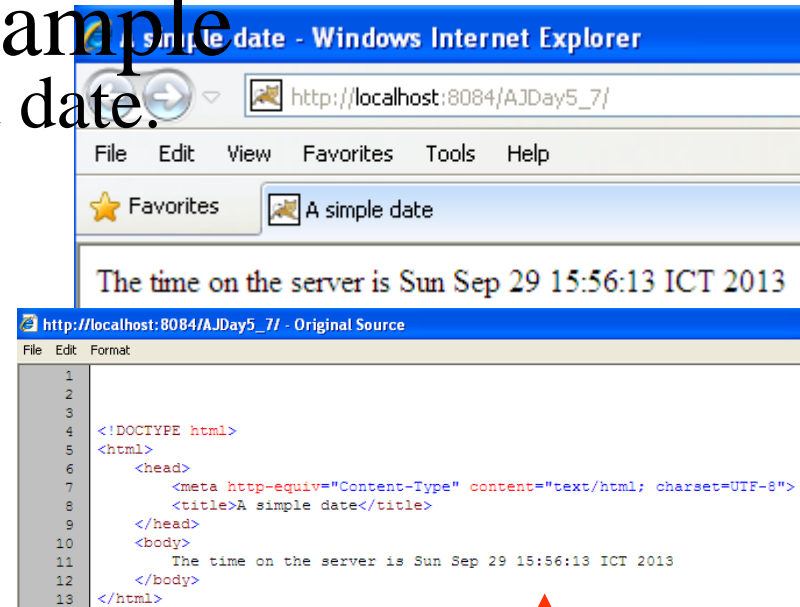 ample
date.
A simple date - Windows Internet Explorer
http://localhost:8084/AJDay5_7/
File Edit View Favorites Tools Help
Favorites A simple date
The time on the server is Sun Sep 29 15:56:13 ICT 2013
http://localhost:8084/AJDay5_7/ - Original Source
File Edit Format
1
2
3
4 <!DOCTYPE html>
5 <html>
6 <head>
7 <meta http-equiv="Content-Type" content="text/html; charset=UTF-8">
8 <title>A simple date</title>
9 </head>
10 <body>
11 The time on the server is Sun Sep 29 15:56:13 ICT 2013
12 </body>
13 </html>